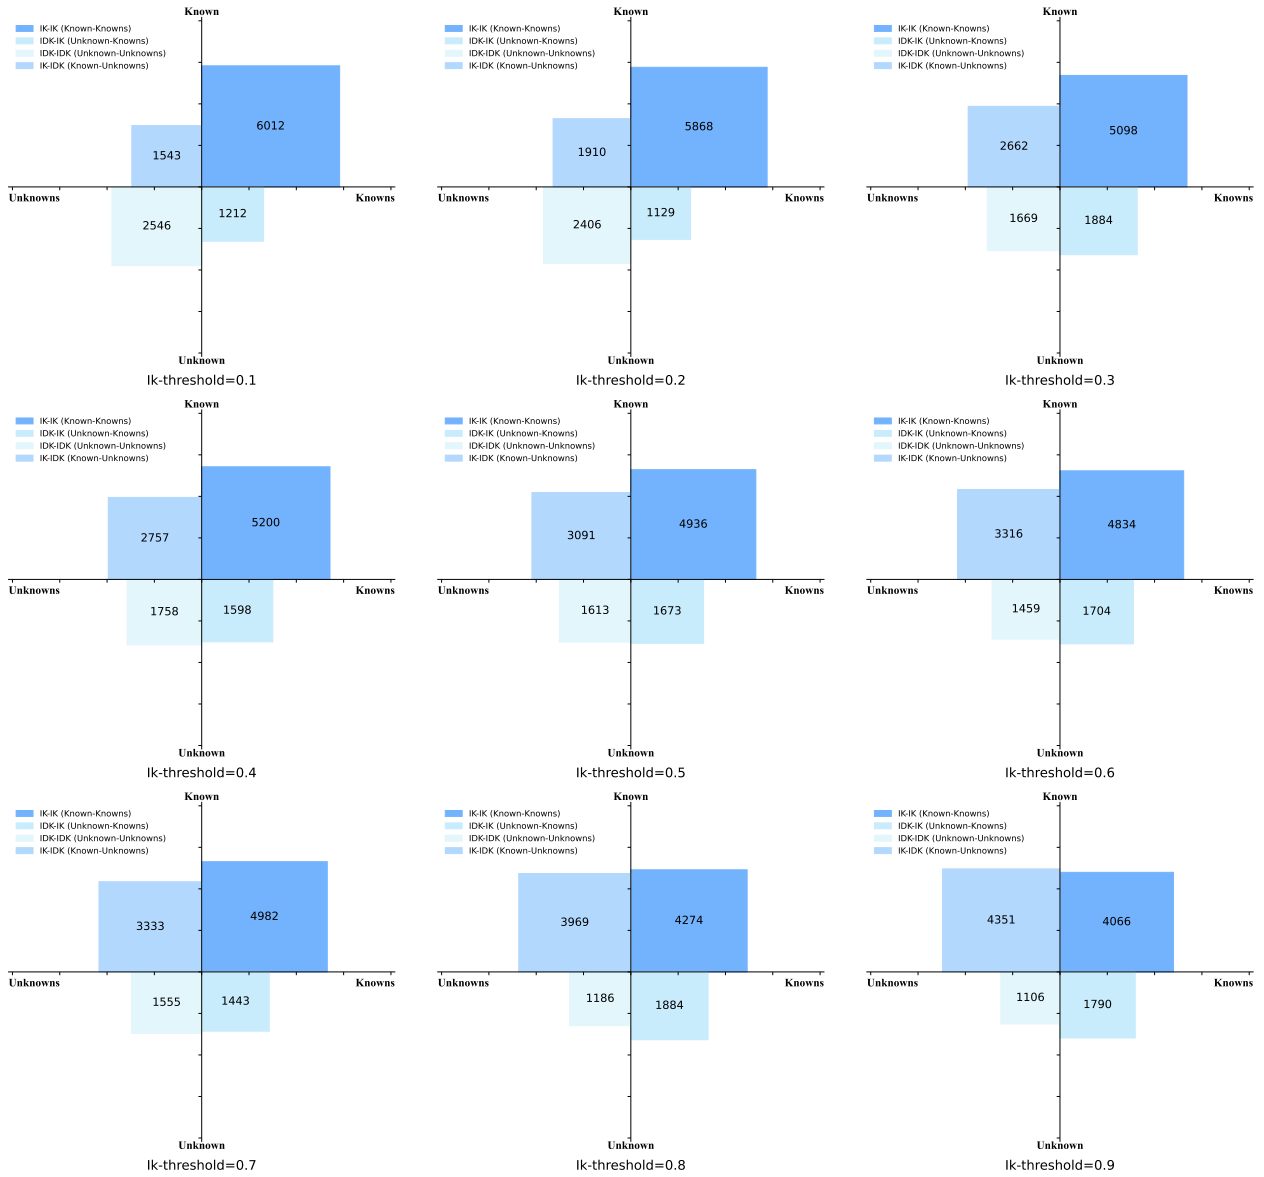 Known
IK-IK (Known-Knowns)
IDK-IK (Unknown-Knowns)
IDK-IDK (Unknown-Unknowns)
IK-IDK (Known-Unknowns)
6012
1543
Unknowns
Knowns
1212
2546
Unknown
Ik-threshold=0.1
Known
IK-IK (Known-Knowns)
IDK-IK (Unknown-Knowns)
IDK-IDK (Unknown-Unknowns)
IK-IDK (Known-Unknowns)
5868
1910
Unknowns
Knowns
1129
2406
Unknown
Ik-threshold=0.2
Known
IK-IK (Known-Knowns)
IDK-IK (Unknown-Knowns)
IDK-IDK (Unknown-Unknowns)
IK-IDK (Known-Unknowns)
5098
2662
Unknowns
Knowns
1669
1884
Unknown
Ik-threshold=0.3
Known
IK-IK (Known-Knowns)
IDK-IK (Unknown-Knowns)
IDK-IDK (Unknown-Unknowns)
IK-IDK (Known-Unknowns)
5200
2757
Unknowns
Knowns
1758
1598
Unknown
Ik-threshold=0.4
Known
IK-IK (Known-Knowns)
IDK-IK (Unknown-Knowns)
IDK-IDK (Unknown-Unknowns)
IK-IDK (Known-Unknowns)
4936
3091
Unknowns
Knowns
1613
1673
Unknown
Ik-threshold=0.5
Known
IK-IK (Known-Knowns)
IDK-IK (Unknown-Knowns)
IDK-IDK (Unknown-Unknowns)
IK-IDK (Known-Unknowns)
4834
3316
Unknowns
Knowns
1459
1704
Unknown
Ik-threshold=0.6
Known
IK-IK (Known-Knowns)
IDK-IK (Unknown-Knowns)
IDK-IDK (Unknown-Unknowns)
IK-IDK (Known-Unknowns)
4982
3333
Unknowns
Knowns
1555
1443
Unknown
Ik-threshold=0.7
Known
IK-IK (Known-Knowns)
IDK-IK (Unknown-Knowns)
IDK-IDK (Unknown-Unknowns)
IK-IDK (Known-Unknowns)
3969
4274
Unknowns
Knowns
1186
1884
Unknown
Ik-threshold=0.8
Known
IK-IK (Known-Knowns)
IDK-IK (Unknown-Knowns)
IDK-IDK (Unknown-Unknowns)
IK-IDK (Known-Unknowns)
4351
4066
Unknowns
Knowns
1106
1790
Unknown
Ik-threshold=0.9